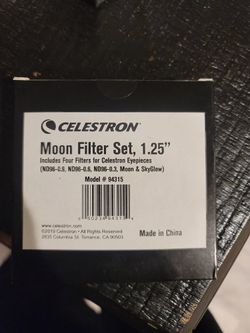 CELESTRON
Moon Filter Set, 1.25"
Includes Four Filters for Celestron Eyepieces
(ND96-0.9, ND96-0.6, ND96-0.3, Moon & SkyGlow)
Model # 94315
www.celestron.com
©2019 Celestron • All Rights Reserved
2835 Columbia St. Torrance, CA 90503
Made in China